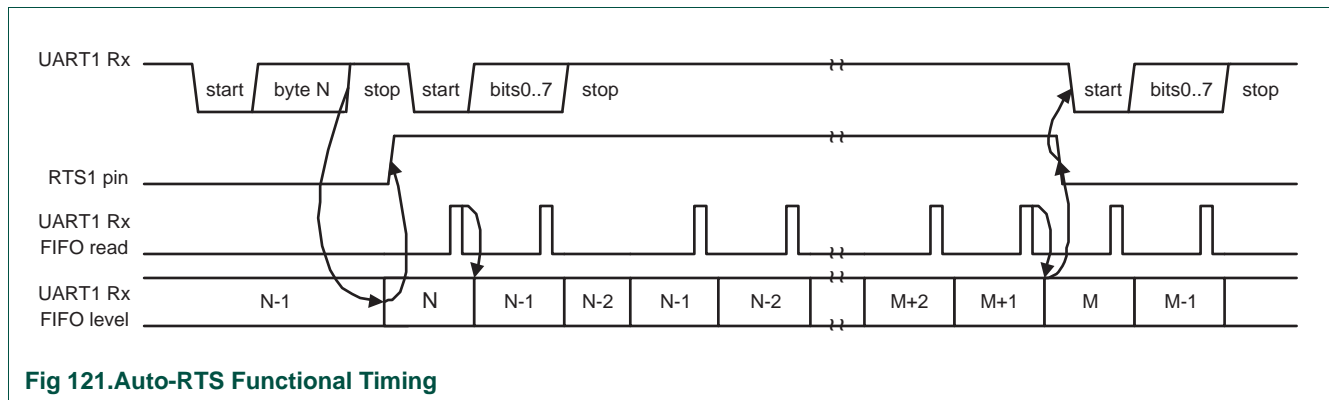 UART1 Rx
start byte N stop start bits0..7 stop start bits0..7 stop
RTS1 pin
UART1 Rx
FIFO read
UART1 Rx
FIFO level
N-1 N N-1 N-2 N-1 N-2 M+2 M+1 M M-1
Fig 121.Auto-RTS Functional Timing